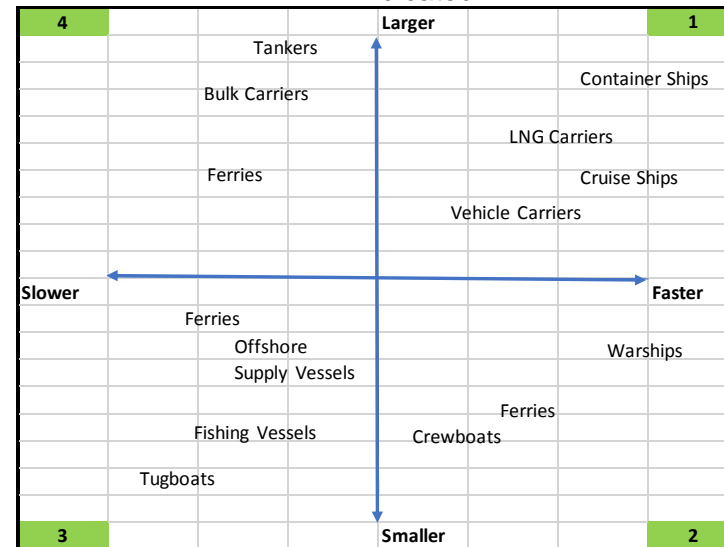 4 Larger 1
Tankers
Container Ships
Bulk Carriers
LNG Carriers
Ferries Cruise Ships
Vehicle Carriers
Slower Faster
Ferries
Offshore Warships
Supply Vessels
Ferries
Fishing Vessels Crewboats
Tugboats
3 Smaller 2